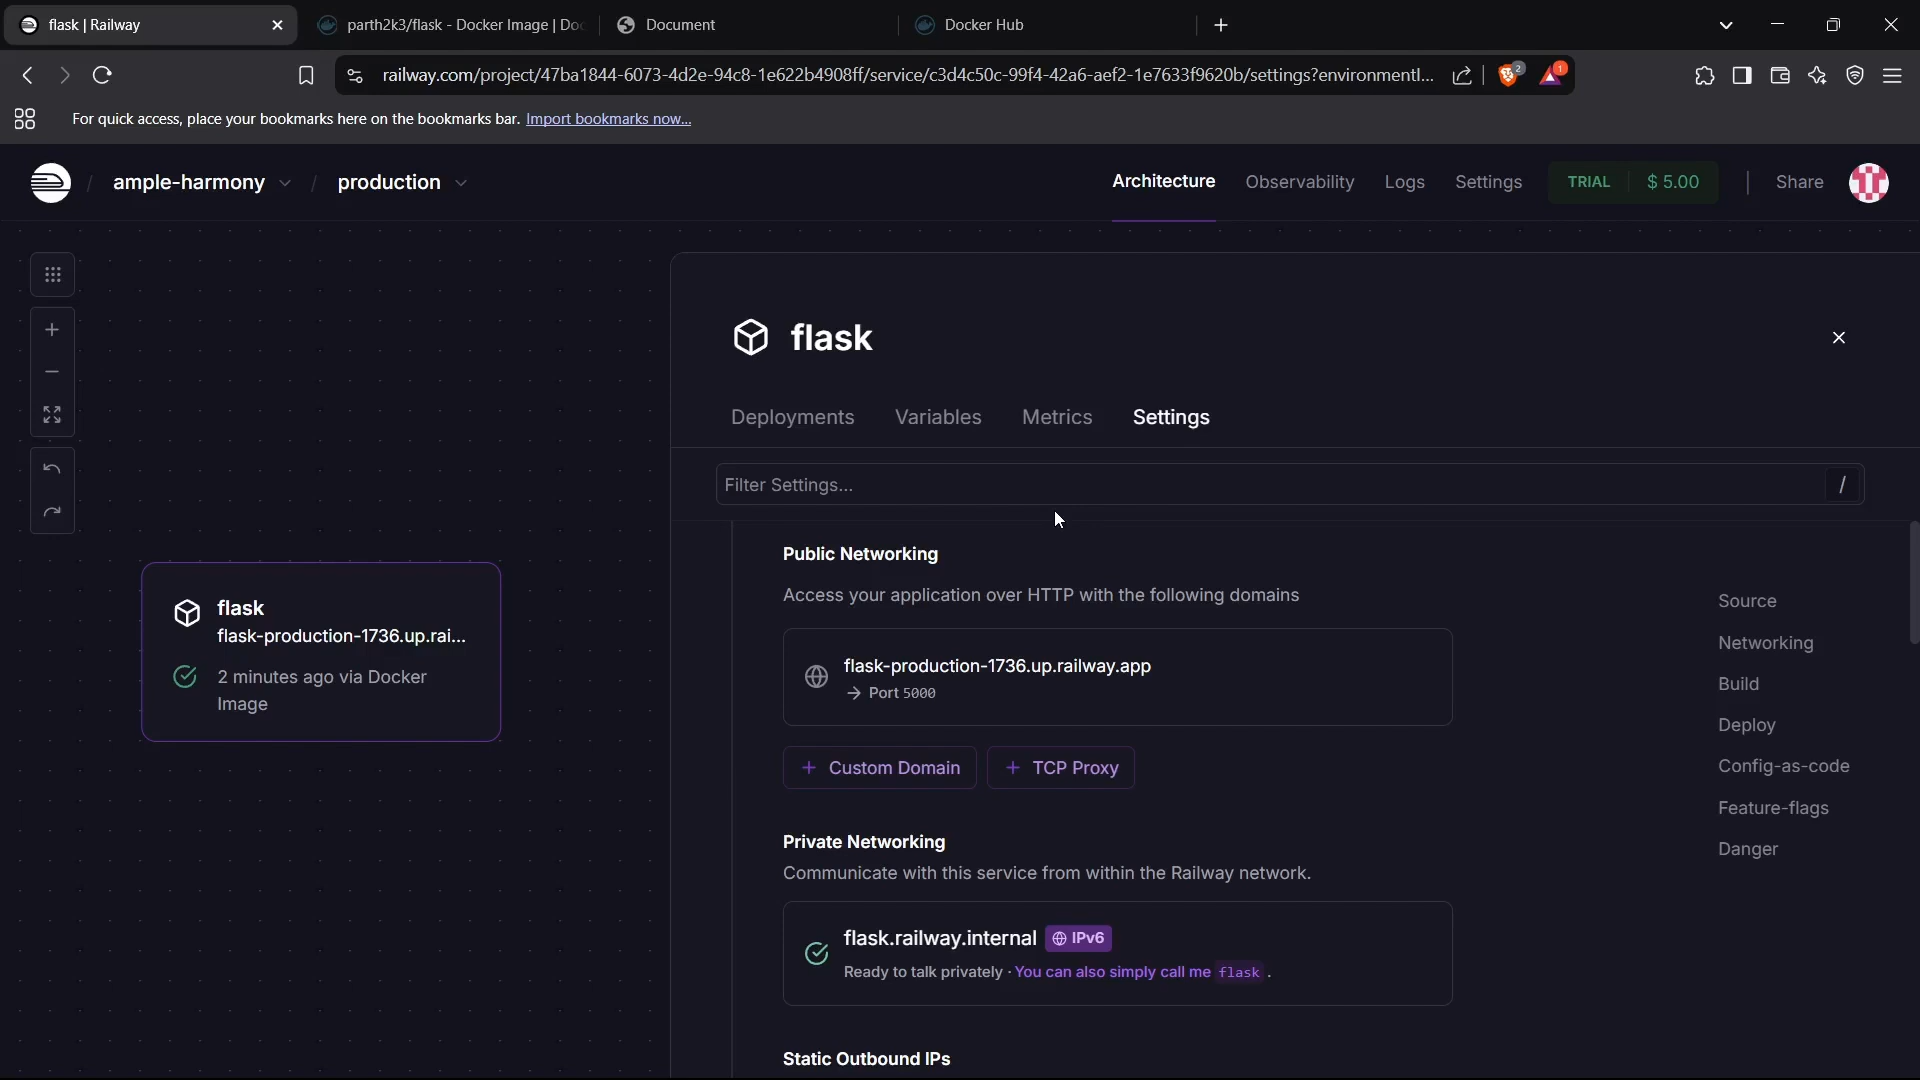 flask | Railway
parth2k3/flask - Docker Image | Do
Document
Docker Hub
railway.com/project/47ba1844-6073-4d2e-94c8-1e622b4908ff/service/c3d4c50c-99f4-42a6-aef2-1e7633f9620b/settings?environmentI...
2
1
For quick access, place your bookmarks here on the bookmarks bar. Import bookmarks now...
/ ample-harmony / production
Architecture Observability Logs Settings TRIAL $ 5.00 Share
flask
Deployments Variables Metrics Settings
Filter Settings... /
flask
flask-production-1736.up.rai...
2 minutes ago via Docker
Image
Public Networking
Access your application over HTTP with the following domains
flask-production-1736.up.railway.app
→ Port 5000
+ Custom Domain + TCP Proxy
Private Networking
Communicate with this service from within the Railway network.
flask.railway.internal IPv6
Ready to talk privately · You can also simply call me flask .
Static Outbound IPs
Source
Networking
Build
Deploy
Config-as-code
Feature-flags
Danger